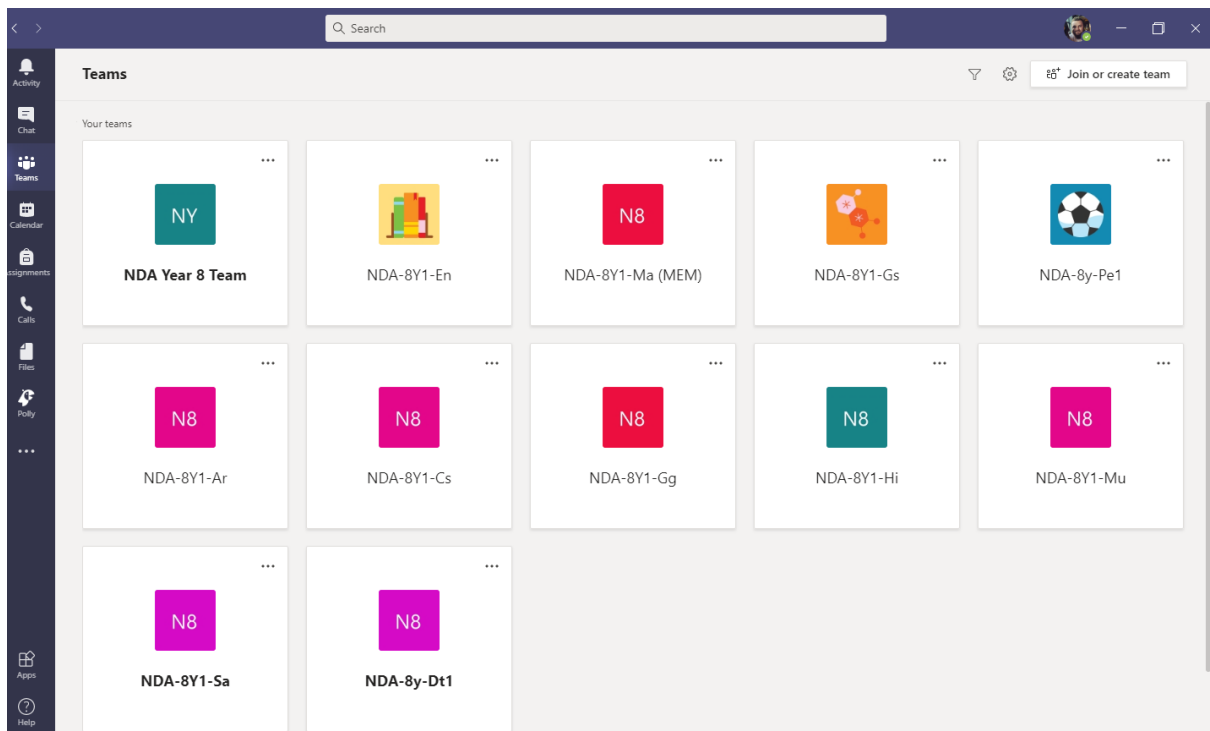 Search
Activity
Chat
Teams
Calendar
ssignments
Calls
Files
Polly
Apps
Help
Teams
Join or create team
Your teams
NY
N8
NDA Year 8 Team
NDA-8Y1-En
NDA-8Y1-Ma (MEM)
NDA-8Y1-Gs
NDA-8y-Pe1
N8
N8
N8
N8
N8
NDA-8Y1-Ar
NDA-8Y1-Cs
NDA-8Y1-Gg
NDA-8Y1-Hi
NDA-8Y1-Mu
N8
N8
NDA-8Y1-Sa
NDA-8y-Dt1